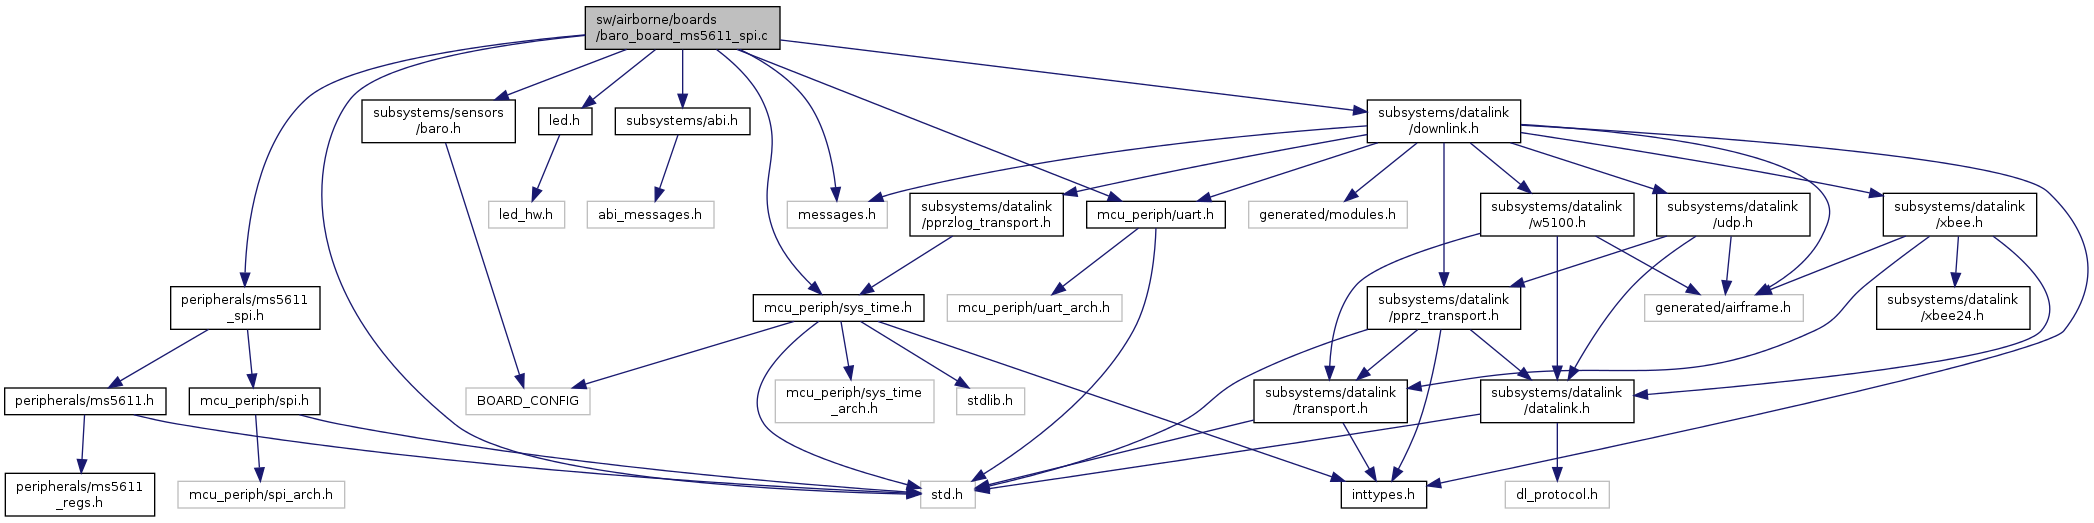 sw/airborne/boards
/baro_board_ms5611_spi.c
subsystems/sensors
/baro.h
led.h
subsystems/abi.h
subsystems/datalink
/downlink.h
led_hw.h
abi_messages.h
messages.h
subsystems/datalink
/pprzlog_transport.h
mcu_periph/uart.h
generated/modules.h
subsystems/datalink
/w5100.h
subsystems/datalink
/udp.h
subsystems/datalink
/xbee.h
peripherals/ms5611
_spi.h
mcu_periph/sys_time.h
mcu_periph/uart_arch.h
subsystems/datalink
/pprz_transport.h
generated/airframe.h
subsystems/datalink
/xbee24.h
peripherals/ms5611.h
mcu_periph/spi.h
BOARD_CONFIG
mcu_periph/sys_time
_arch.h
stdlib.h
subsystems/datalink
/transport.h
subsystems/datalink
/datalink.h
peripherals/ms5611
_regs.h
mcu_periph/spi_arch.h
std.h
inttypes.h
dl_protocol.h